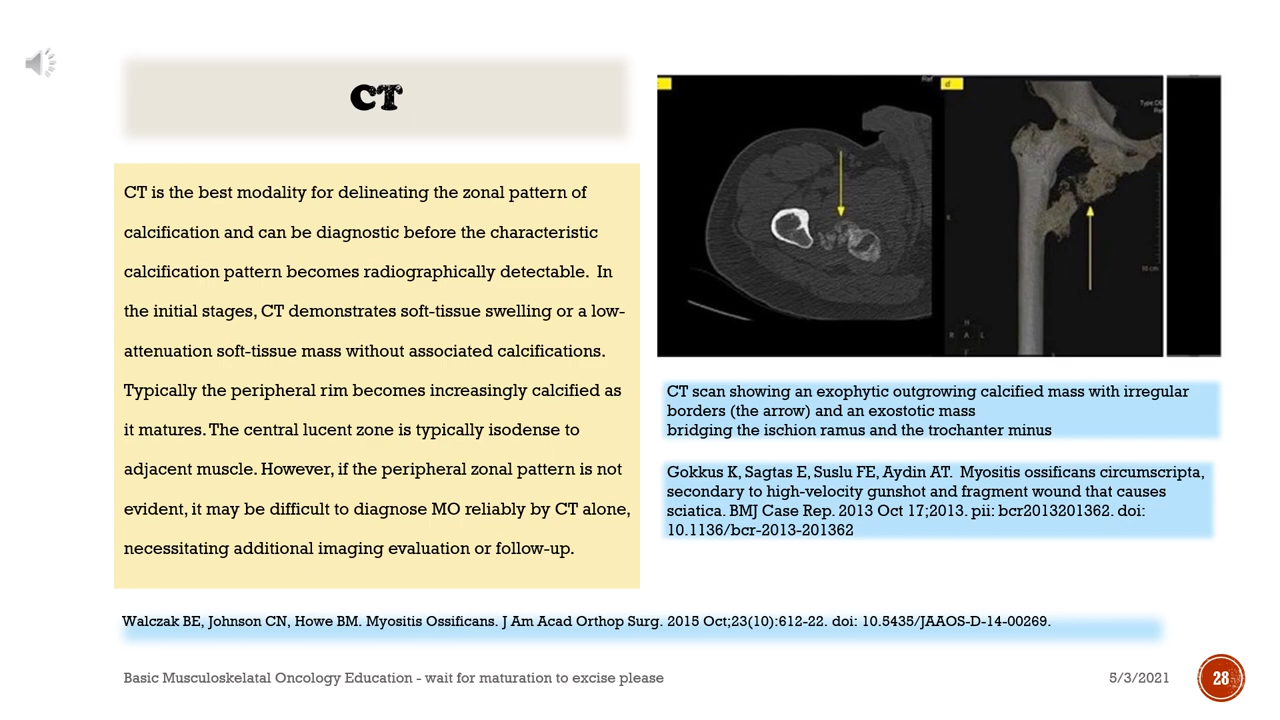 CT
CT is the best modality for delineating the zonal pattern of
calcification and can be diagnostic before the characteristic
calcification pattern becomes radiographically detectable.  In
the initial stages, CT demonstrates soft-tissue swelling or a low-
attenuation soft-tissue mass without associated calcifications.
Typically the peripheral rim becomes increasingly calcified as
it matures. The central lucent zone is typically isodense to
adjacent muscle. However, if the peripheral zonal pattern is not
evident, it may be difficult to diagnose MO reliably by CT alone,
necessitating additional imaging evaluation or follow-up.
Ref
d
Type:DE
Re
10 cm
H
R A L
F
CT scan showing an exophytic outgrowing calcified mass with irregular
borders (the arrow) and an exostotic mass
bridging the ischion ramus and the trochanter minus
Gokkus K, Sagtas E, Suslu FE, Aydin AT.  Myositis ossificans circumscripta,
secondary to high-velocity gunshot and fragment wound that causes
sciatica. BMJ Case Rep. 2013 Oct 17;2013. pii: bcr2013201362. doi:
10.1136/bcr-2013-201362
Walczak BE, Johnson CN, Howe BM. Myositis Ossificans. J Am Acad Orthop Surg. 2015 Oct;23(10):612-22. doi: 10.5435/JAAOS-D-14-00269.
Basic Musculoskelatal Oncology Education - wait for maturation to excise please
5/3/2021
28